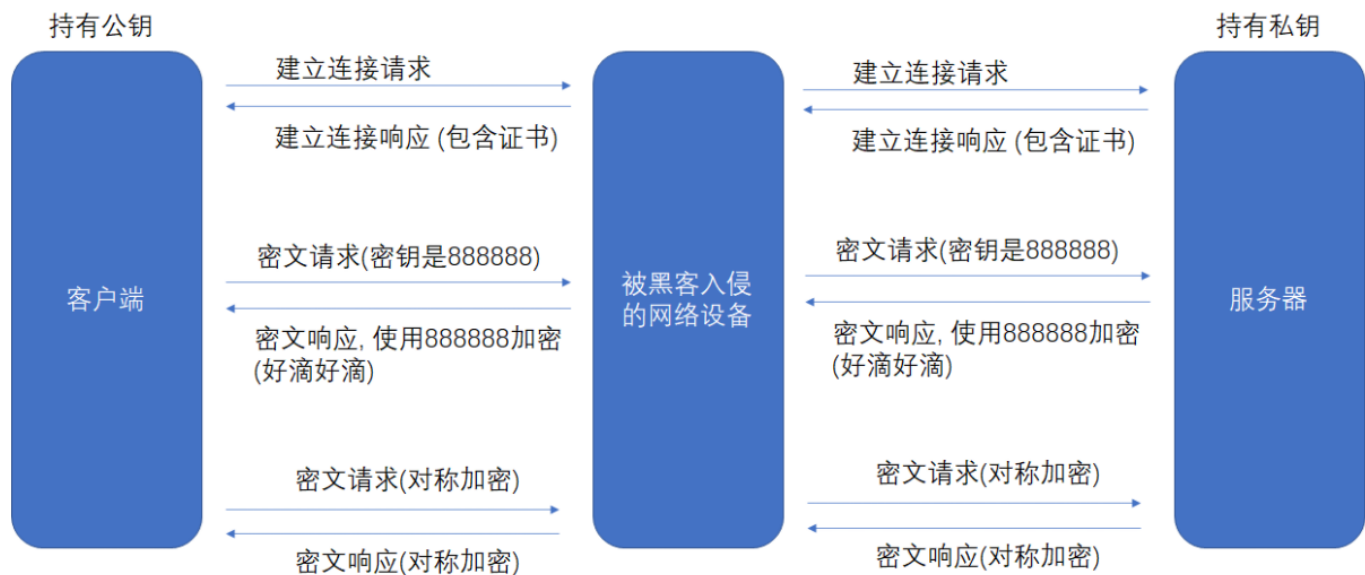 持有公钥
持有私钥
建立连接请求
建立连接请求
建立连接响应 (包含证书)
建立连接响应 (包含证书)
密文请求(密钥是888888)
密文请求(密钥是888888)
客户端
被黑客入侵
的网络设备
服务器
密文响应, 使用888888加密
(好滴好滴)
密文响应, 使用888888加密
(好滴好滴)
密文请求(对称加密)
密文请求(对称加密)
密文响应(对称加密)
密文响应(对称加密)